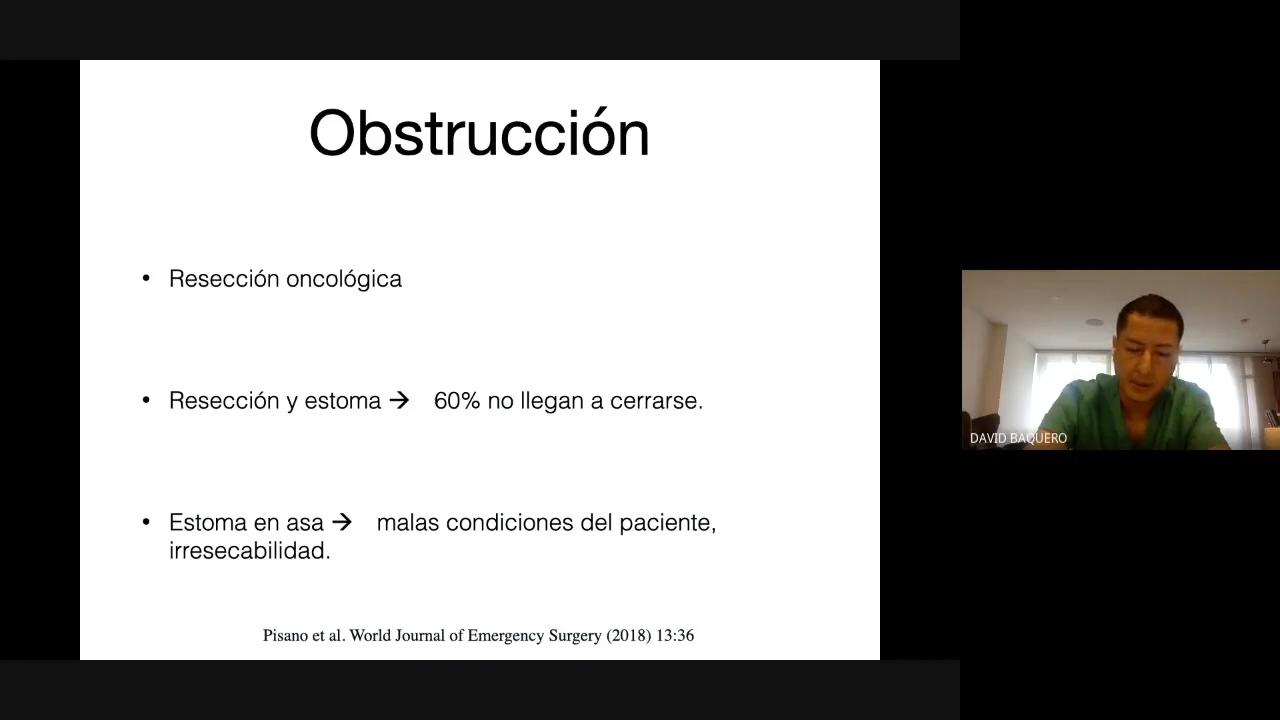 Obstrucción
• Resección oncológica
• Resección y estoma → 60% no llegan a cerrarse.
• Estoma en asa → malas condiciones del paciente,
irresecabilidad.
Pisano et al. World Journal of Emergency Surgery (2018) 13:36
DAVID BAQUERO